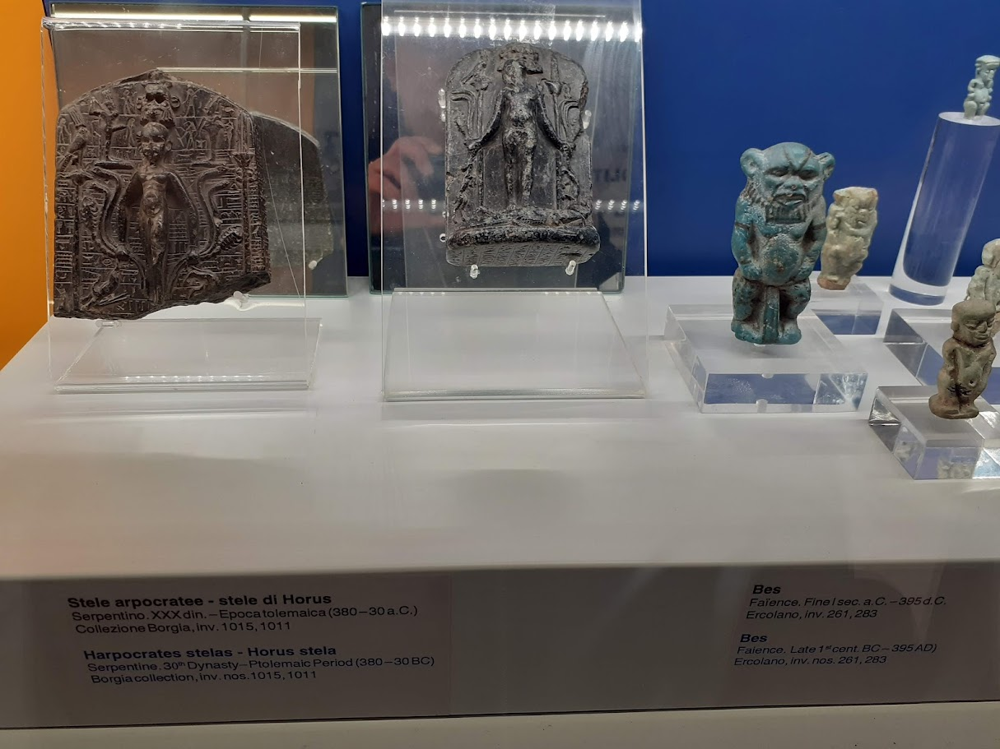 Stele arpocratee - stele di Horus
Serpentino. XXX din. – Epoca tolemaica (380 – 30 a.C.)
Collezione Borgia, inv. 1015, 1011
Harpocrates stelas - Horus stela
Serpentine. 30th Dynasty – Ptolemaic Period (380 – 30 BC)
Borgia collection, inv. nos. 1015, 1011
Bes
Faïence. Fine I sec. a.C. – 395 d.C.
Ercolano, inv. 261, 283
Bes
Faience. Late 1st cent. BC – 395 AD)
Ercolano, inv. nos. 261, 283